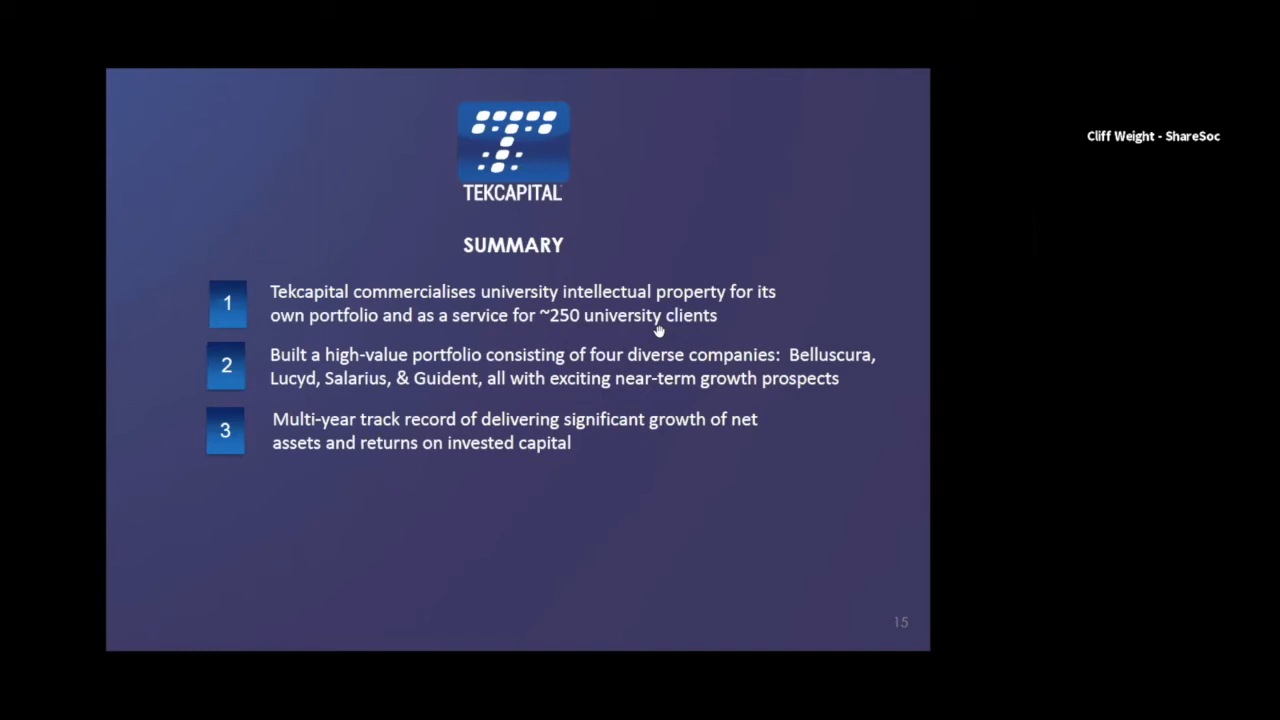 TEKCAPITAL
Cliff Weight - ShareSoc
SUMMARY
1
Tekcapital commercialises university intellectual property for its
own portfolio and as a service for ~250 university clients
2
Built a high-value portfolio consisting of four diverse companies: Belluscura,
Lucyd, Salarius, & Guident, all with exciting near-term growth prospects
3
Multi-year track record of delivering significant growth of net
assets and returns on invested capital
15